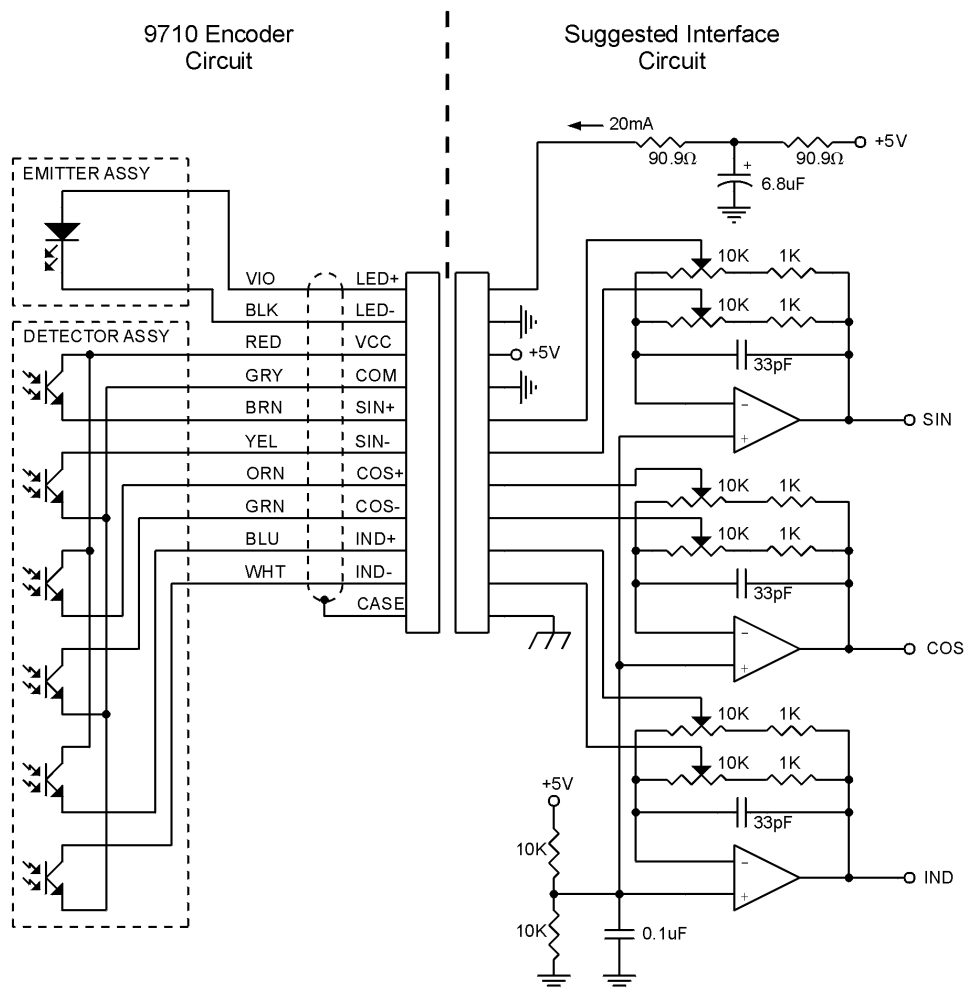 9710 Encoder
Circuit
Suggested Interface
Circuit
20mA
90.9Ω
90.9Ω
+5V
+
6.8uF
EMITTER ASSY
VIO
LED+
BLK
LED-
DETECTOR ASSY
RED
VCC
+5V
GRY
COM
BRN
SIN+
YEL
SIN-
ORN
COS+
GRN
COS-
BLU
IND+
WHT
IND-
CASE
10K
1K
10K
1K
33pF
-
+
SIN
10K
1K
10K
1K
33pF
-
+
COS
10K
1K
10K
1K
33pF
-
+
IND
+5V
10K
10K
0.1uF